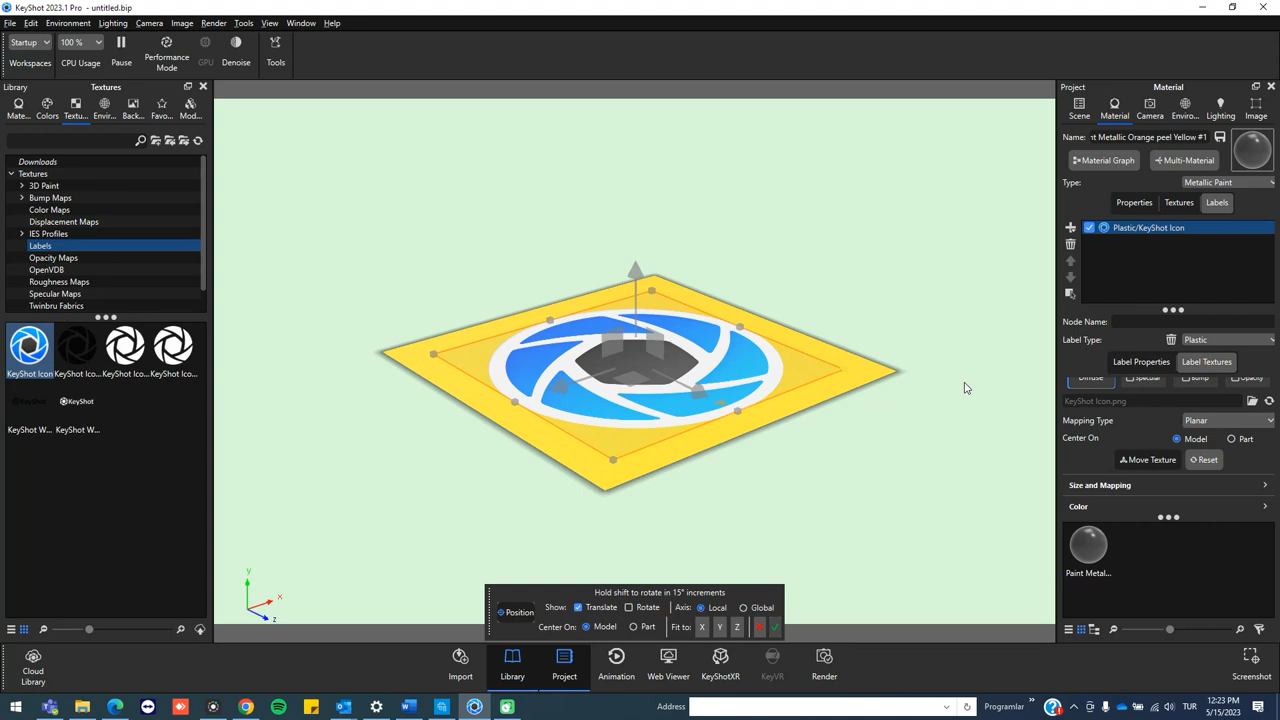 KeyShot 2023.1 Pro - untitled.bip
File Edit Environment Lighting Camera Image Render Tools View Window Help
Startup 100 %
Workspaces CPU Usage Pause Performance Mode GPU Denoise Tools
Library Textures
Mater... Colors Textu... Envir... Back... Favo... Mod...
Downloads
Textures
3D Paint
Bump Maps
Color Maps
Displacement Maps
IES Profiles
Labels
Opacity Maps
OpenVDB
Roughness Maps
Specular Maps
Twinbru Fabrics
KeyShot Icon KeyShot Ico... KeyShot Ico... KeyShot Ico...
KeyShot KeyShot
KeyShot W... KeyShot W...
Project Material
Scene Material Camera Enviro... Lighting Image
Name: nt Metallic Orange peel Yellow #1
Material Graph Multi-Material
Type: Metallic Paint
Properties Textures Labels
Plastic/KeyShot Icon
Node Name:
Label Type: Plastic
Label Properties Label Textures
Diffuse Specular Bump Opacity
KeyShot Icon.png
Mapping Type Planar
Center On Model Part
Move Texture Reset
Size and Mapping
Color
Paint Metal...
y
x
z
Hold shift to rotate in 15° increments
Position Show: Translate Rotate Axis: Local Global
Center On: Model Part Fit to: X Y Z
Cloud Library
Import Library Project Animation Web Viewer KeyShotXR KeyVR Render
Screenshot
Address Programlar TUR 12:23 PM
5/15/2023